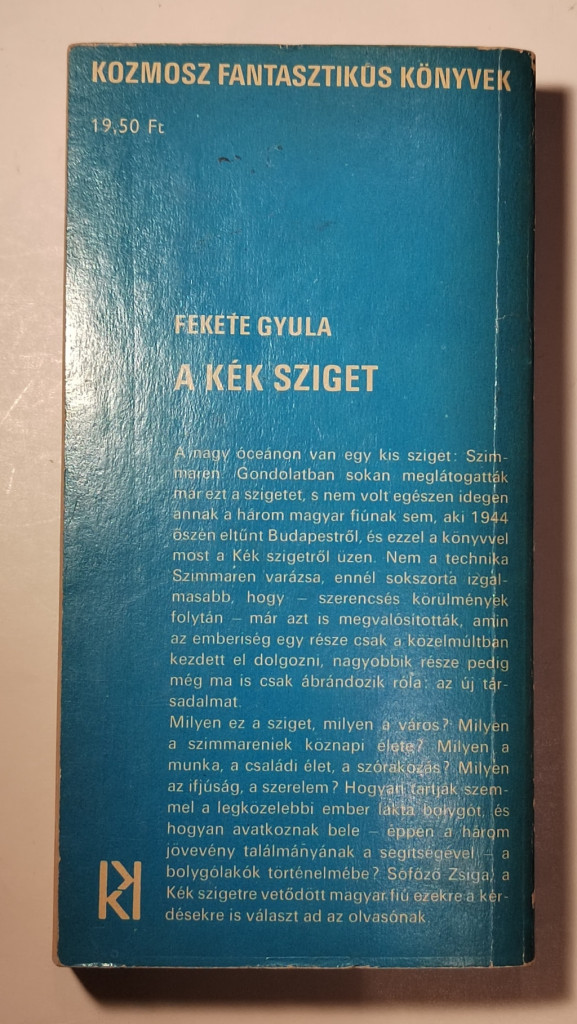 KOZMOSZ FANTASZTIKUS KÖNYVEK
19,50 Ft
FEKETE GYULA
A KÉK SZIGET
A nagy óceánon van egy kis sziget: Szim-
maren. Gondolatban sokan meglátogatták
már ezt a szigetet, s nem volt egészen idegen
annak a három magyar fiúnak sem, aki 1944
őszén eltűnt Budapestről, és ezzel a könyvvel
most a Kék szigetről üzen. Nem a technika
Szimmaren varázsa, ennél sokszorta izgal-
masabb, hogy – szerencsés körülmények
folytán – már azt is megvalósították, amin
az emberiség egy része csak a közelmúltban
kezdett el dolgozni, nagyobbik része pedig
még ma is csak ábrándozik róla: az új tár-
sadalmat.
Milyen ez a sziget, milyen a város? Milyen
a szimmareniek köznapi élete? Milyen a
munka, a családi élet, a szórakozás? Milyen
az ifjúság, a szerelem? Hogyan tartják szem-
mel a legközelebbi ember lakta bolygót, és
hogyan avatkoznak bele – éppen a három
jövevény találmányának a segítségével – a
bolygólakók történelmébe? Sófőző Zsiga, a
Kék szigetre vetődött magyar fiú ezekre a kér-
désekre is választ ad az olvasónak.